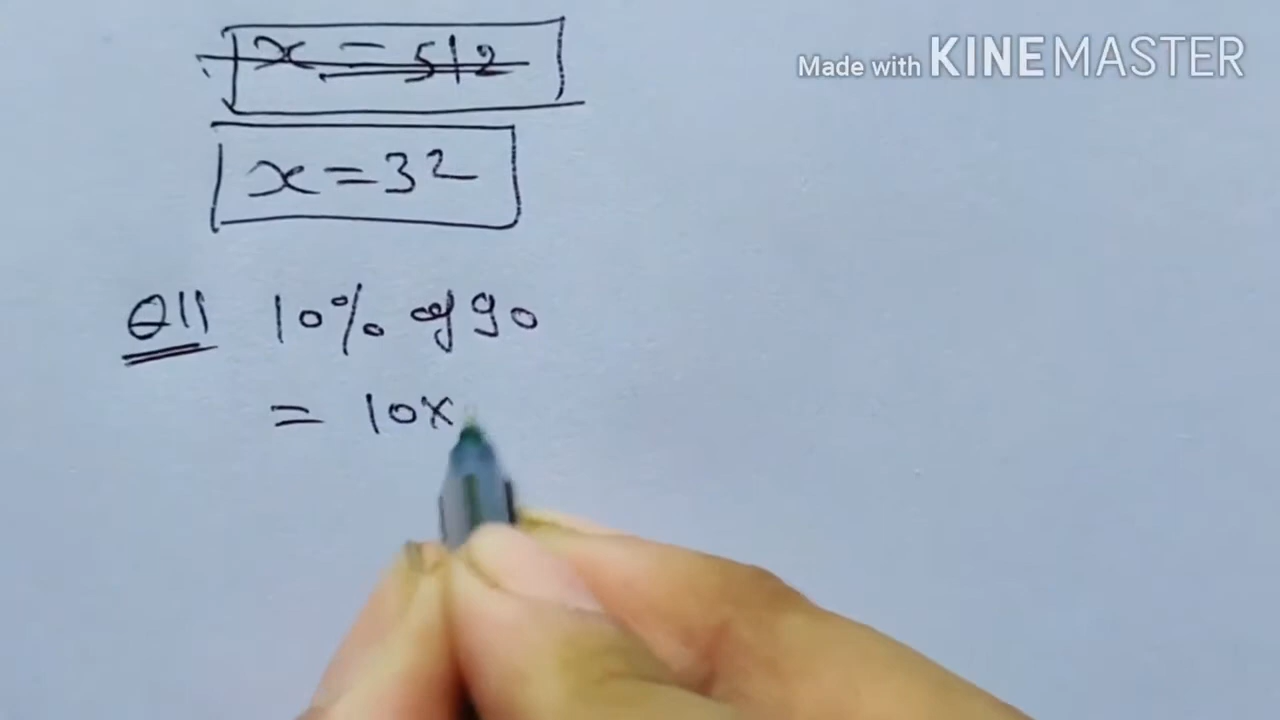 x = 512
Made with KINEMASTER
x = 32
Q11 10% of 90
= 10x